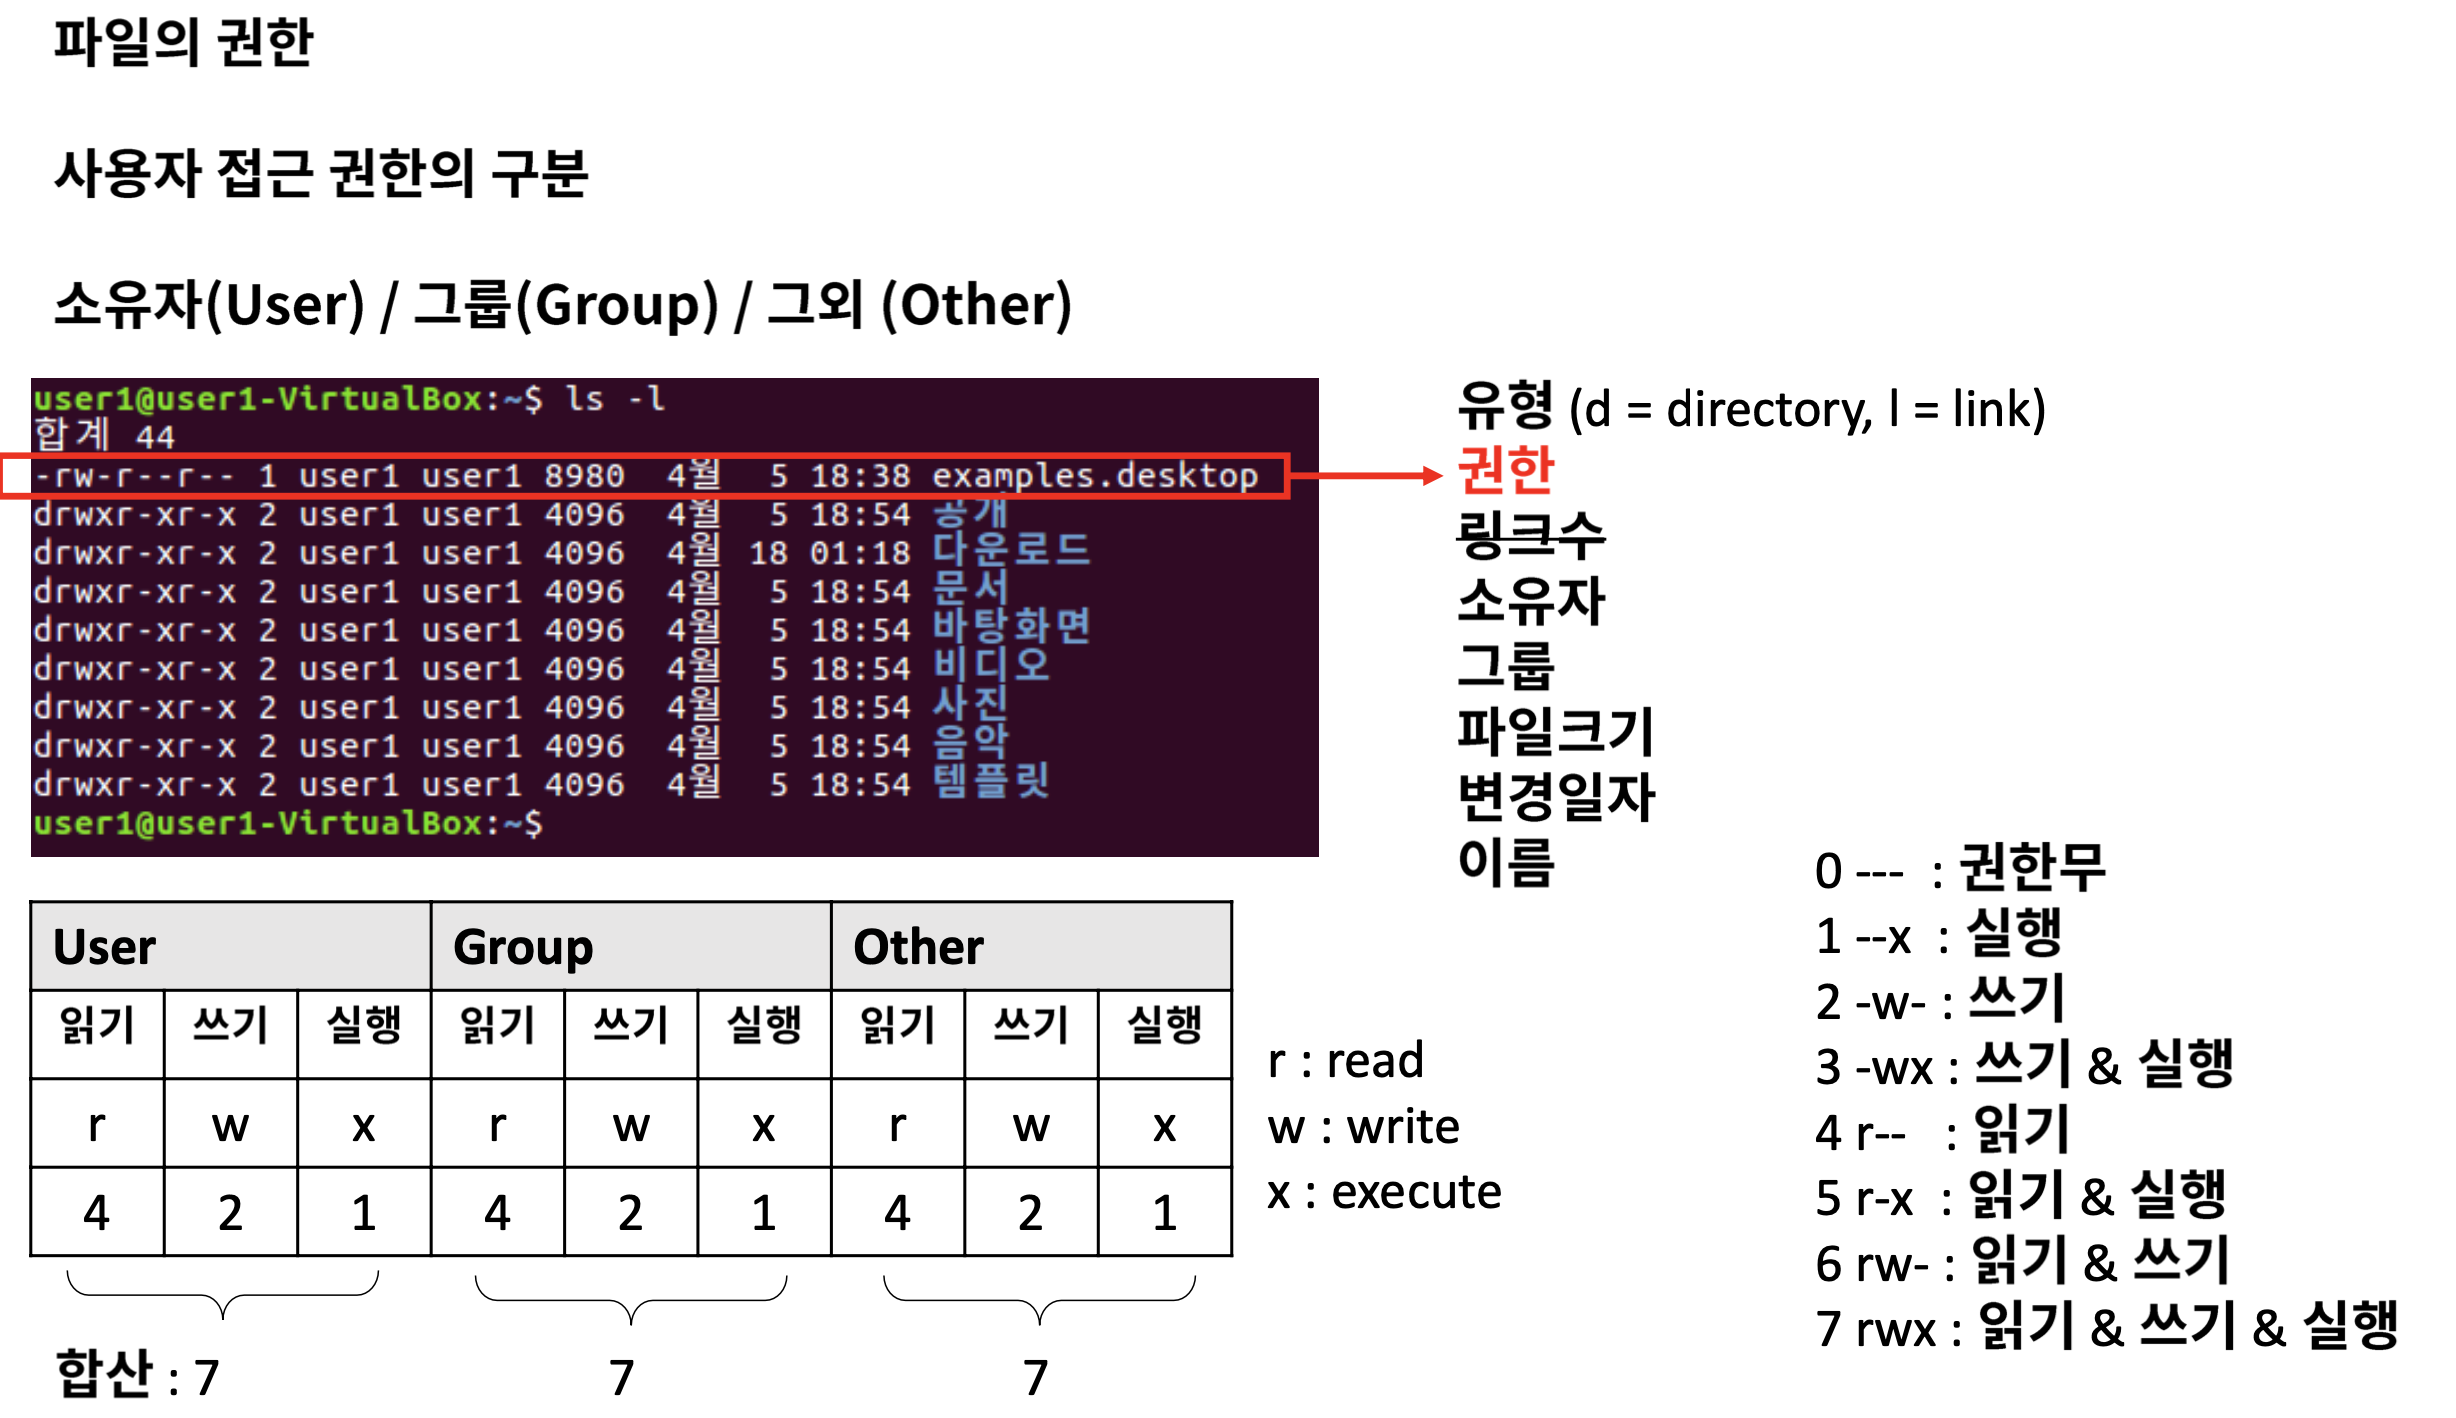 파일의 권한
사용자 접근 권한의 구분
소유자(User) / 그룹(Group) / 그외 (Other)
user1@user1-VirtualBox:~$ ls -l
합계 44
-rw-r--r-- 1 user1 user1 8980  4월   5 18:38 examples.desktop
drwxr-xr-x 2 user1 user1 4096  4월   5 18:54 공개
drwxr-xr-x 2 user1 user1 4096  4월  18 01:18 다운로드
drwxr-xr-x 2 user1 user1 4096  4월   5 18:54 문서
drwxr-xr-x 2 user1 user1 4096  4월   5 18:54 바탕화면
drwxr-xr-x 2 user1 user1 4096  4월   5 18:54 비디오
drwxr-xr-x 2 user1 user1 4096  4월   5 18:54 사진
drwxr-xr-x 2 user1 user1 4096  4월   5 18:54 음악
drwxr-xr-x 2 user1 user1 4096  4월   5 18:54 템플릿
user1@user1-VirtualBox:~$
유형 (d = directory, l = link)
권한
링크수
소유자
그룹
파일크기
변경일자
이름
User Group Other
읽기 쓰기 실행 읽기 쓰기 실행 읽기 쓰기 실행
r w x r w x r w x
4 2 1 4 2 1 4 2 1
합산 : 7 7 7
r : read
w : write
x : execute
0 --- : 권한무
1 --x : 실행
2 -w- : 쓰기
3 -wx : 쓰기 & 실행
4 r-- : 읽기
5 r-x : 읽기 & 실행
6 rw- : 읽기 & 쓰기
7 rwx : 읽기 & 쓰기 & 실행